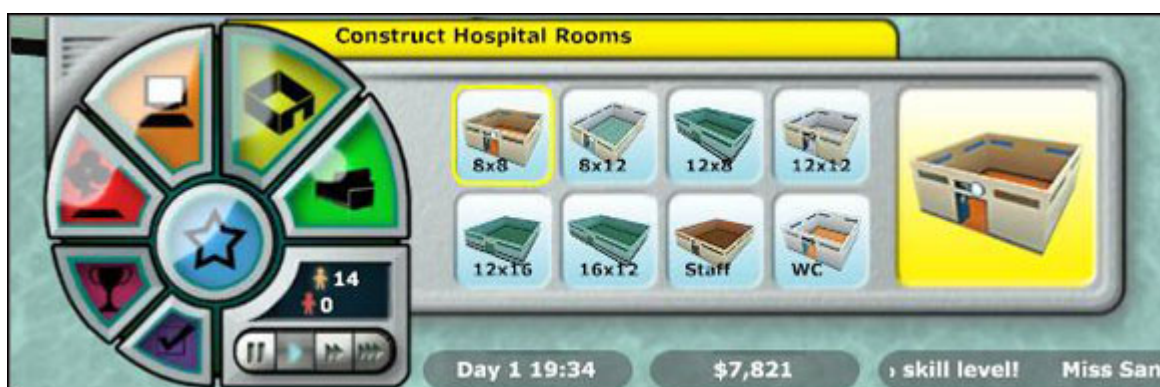 Construct Hospital Rooms
8x8 8x12 12x8 12x12
12x16 16x12 Staff WC
14
0
Day 1 19:34 $7,821 skill level! Miss San